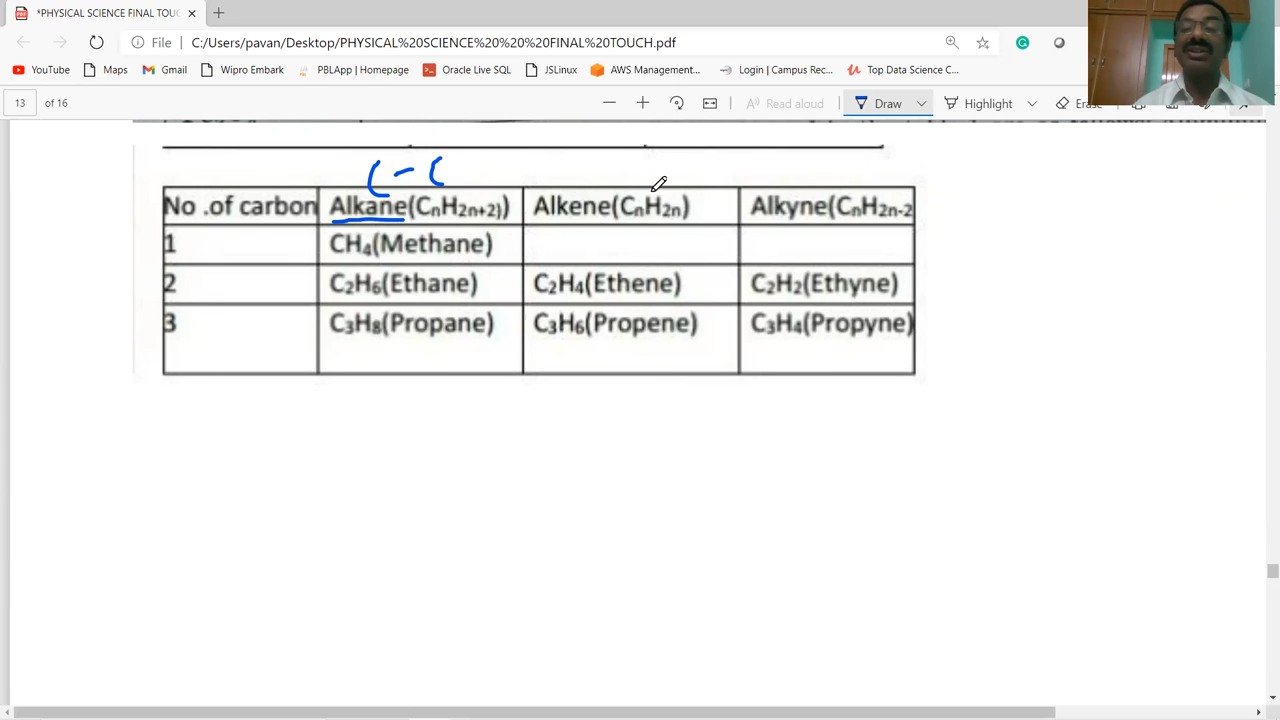 *PHYSICAL SCIENCE FINAL TOUC
File C:/Users/pavan/Desktop/PHYSICAL%20SCIENCE%20%20%20FINAL%20TOUCH.pdf
YouTube Maps Gmail Wipro Embark PBLApp | Homepage Oracle Live SQL JSLinux AWS Management... Login | Campus Rec... Top Data Science C...
13 of 16 Read aloud Draw Highlight Erase
C - C
No .of carbon Alkane(CnH2n+2)) Alkene(CnH2n) Alkyne(CnH2n-2
1 CH4(Methane)
2 C2H6(Ethane) C2H4(Ethene) C2H2(Ethyne)
3 C3H8(Propane) C3H6(Propene) C3H4(Propyne)